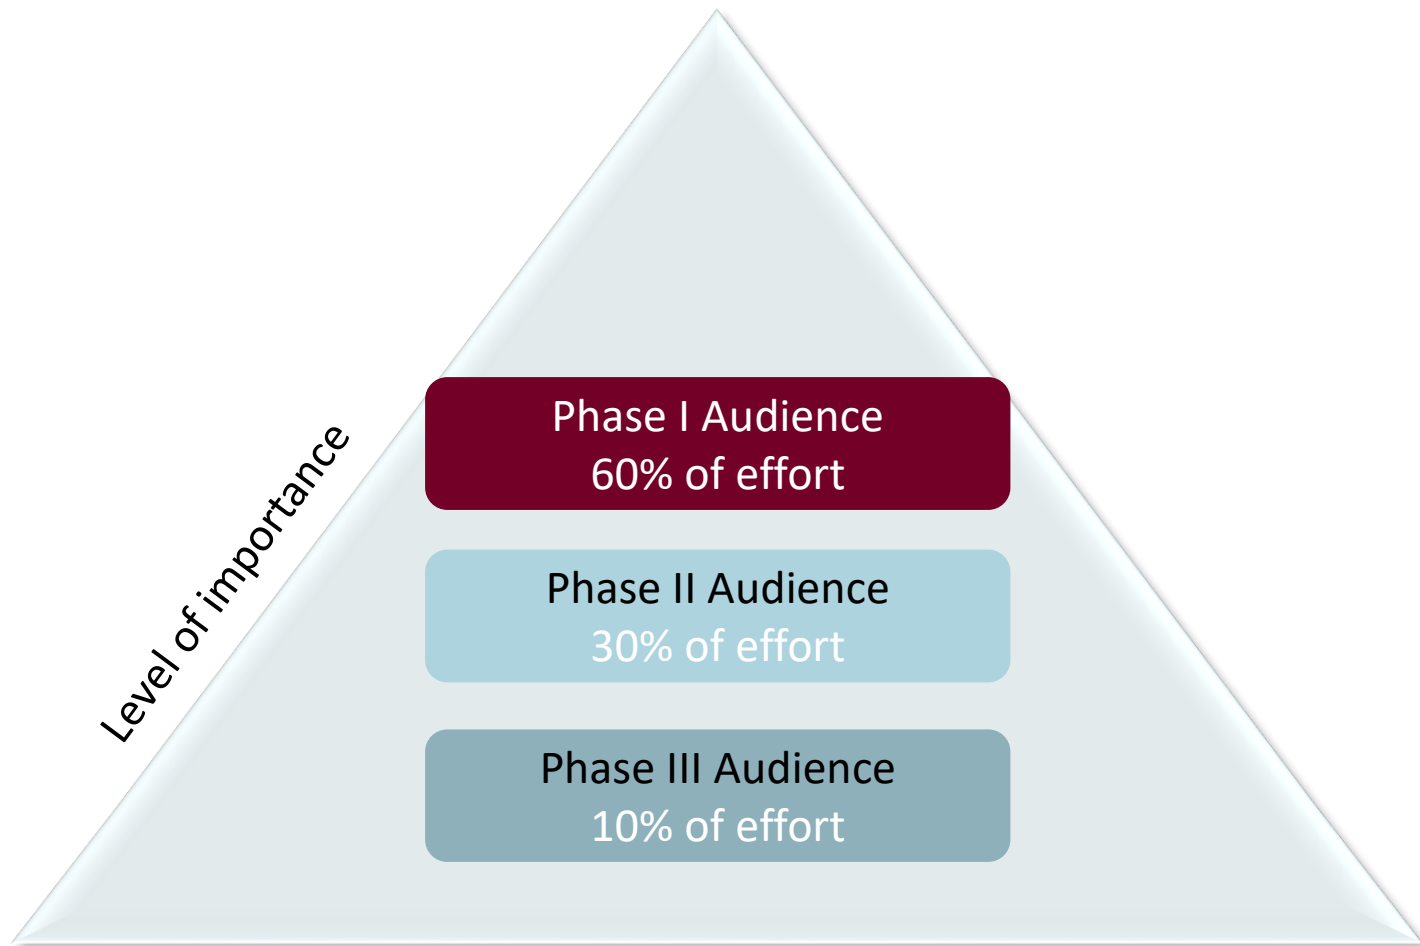 Phase I Audience
60% of effort
Level of importance
Phase II Audience
30% of effort
Phase III Audience
10% of effort